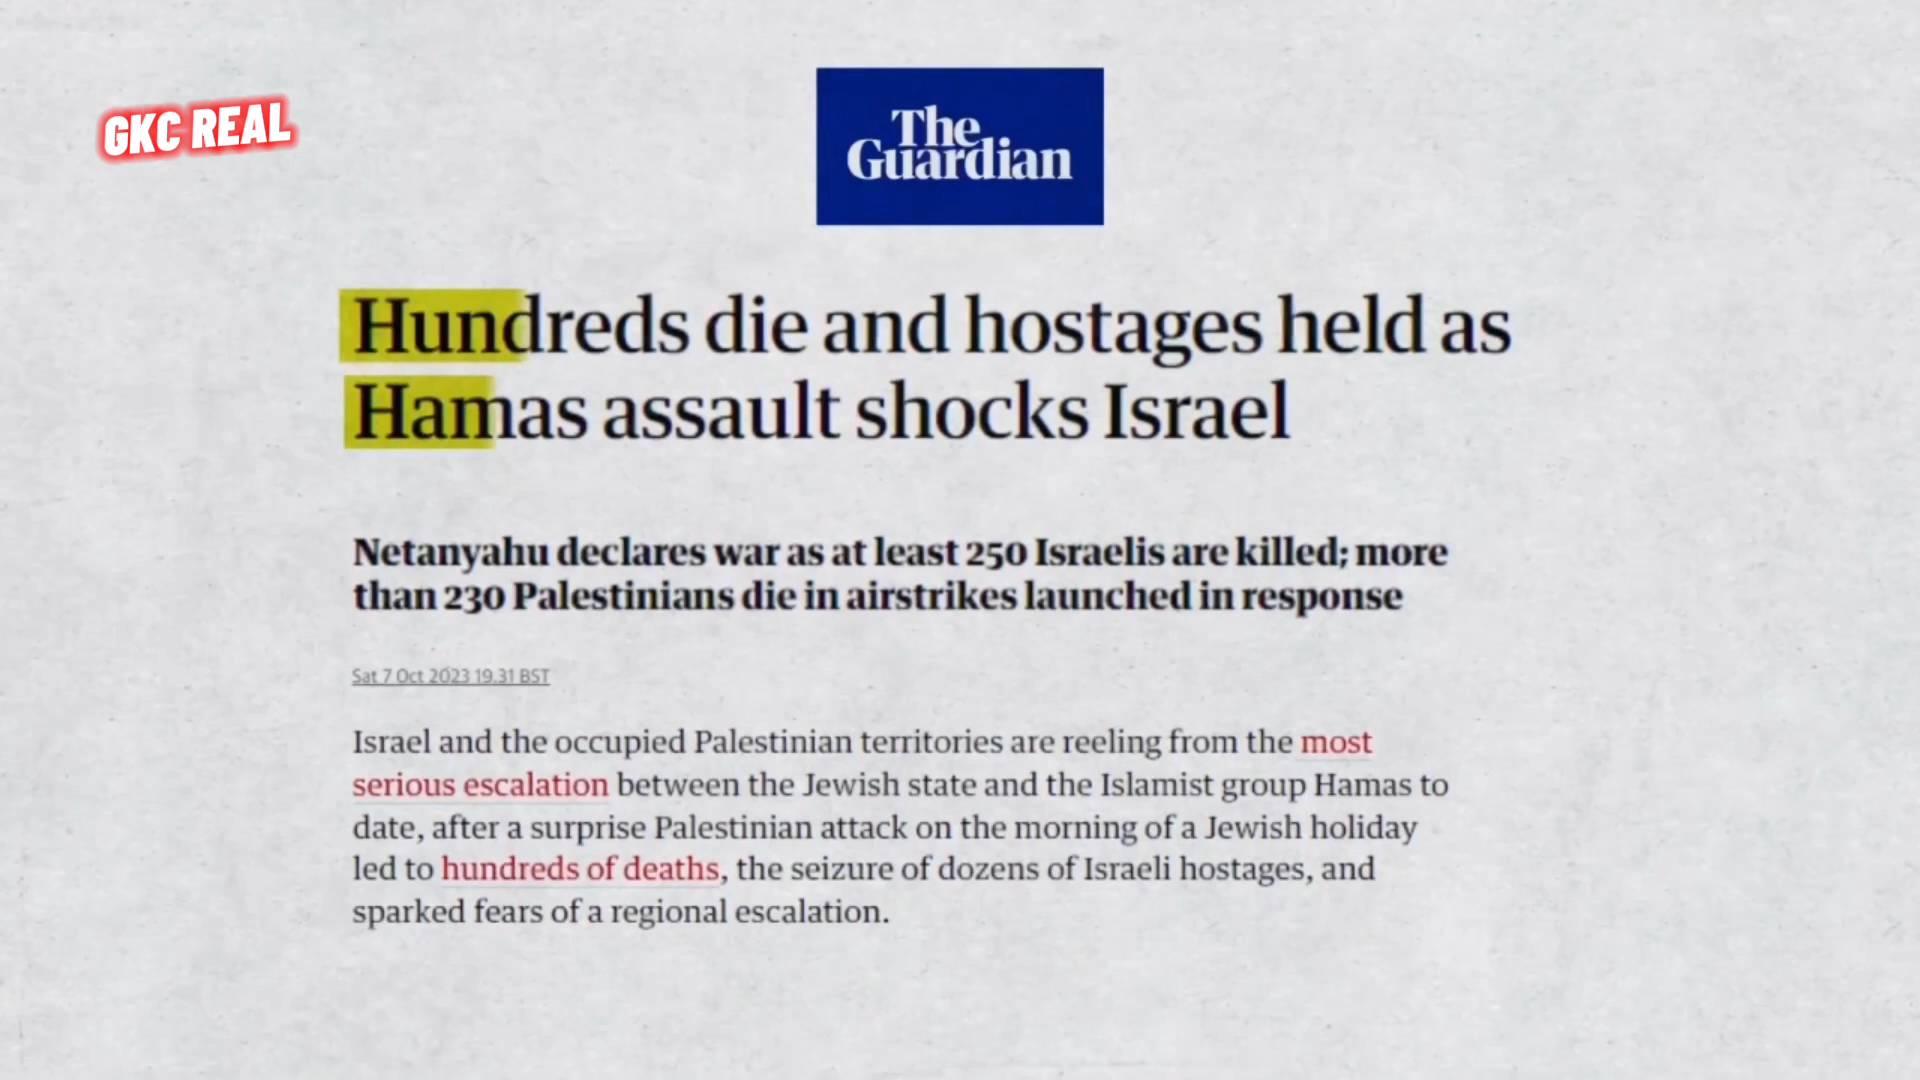 GKC REAL
The
Guardian
Hundreds die and hostages held as
Hamas assault shocks Israel
Netanyahu declares war as at least 250 Israelis are killed; more
than 230 Palestinians die in airstrikes launched in response
Sat 7 Oct 2023 19.31 BST
Israel and the occupied Palestinian territories are reeling from the most
serious escalation between the Jewish state and the Islamist group Hamas to
date, after a surprise Palestinian attack on the morning of a Jewish holiday
led to hundreds of deaths, the seizure of dozens of Israeli hostages, and
sparked fears of a regional escalation.